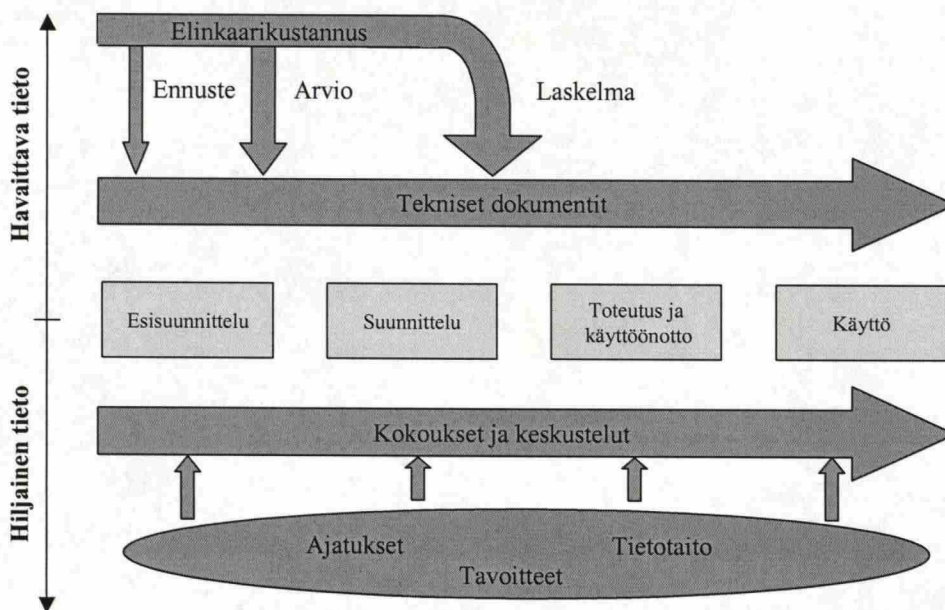 Elinkaarikustannus
Ennuste
Arvio
Laskelma
Havaittava tieto
Tekniset dokumentit
Esisuunnittelu
Suunnittelu
Toteutus ja
käyttöönotto
Käyttö
Hiljainen tieto
Kokoukset ja keskustelut
Ajatukset
Tietotaito
Tavoitteet